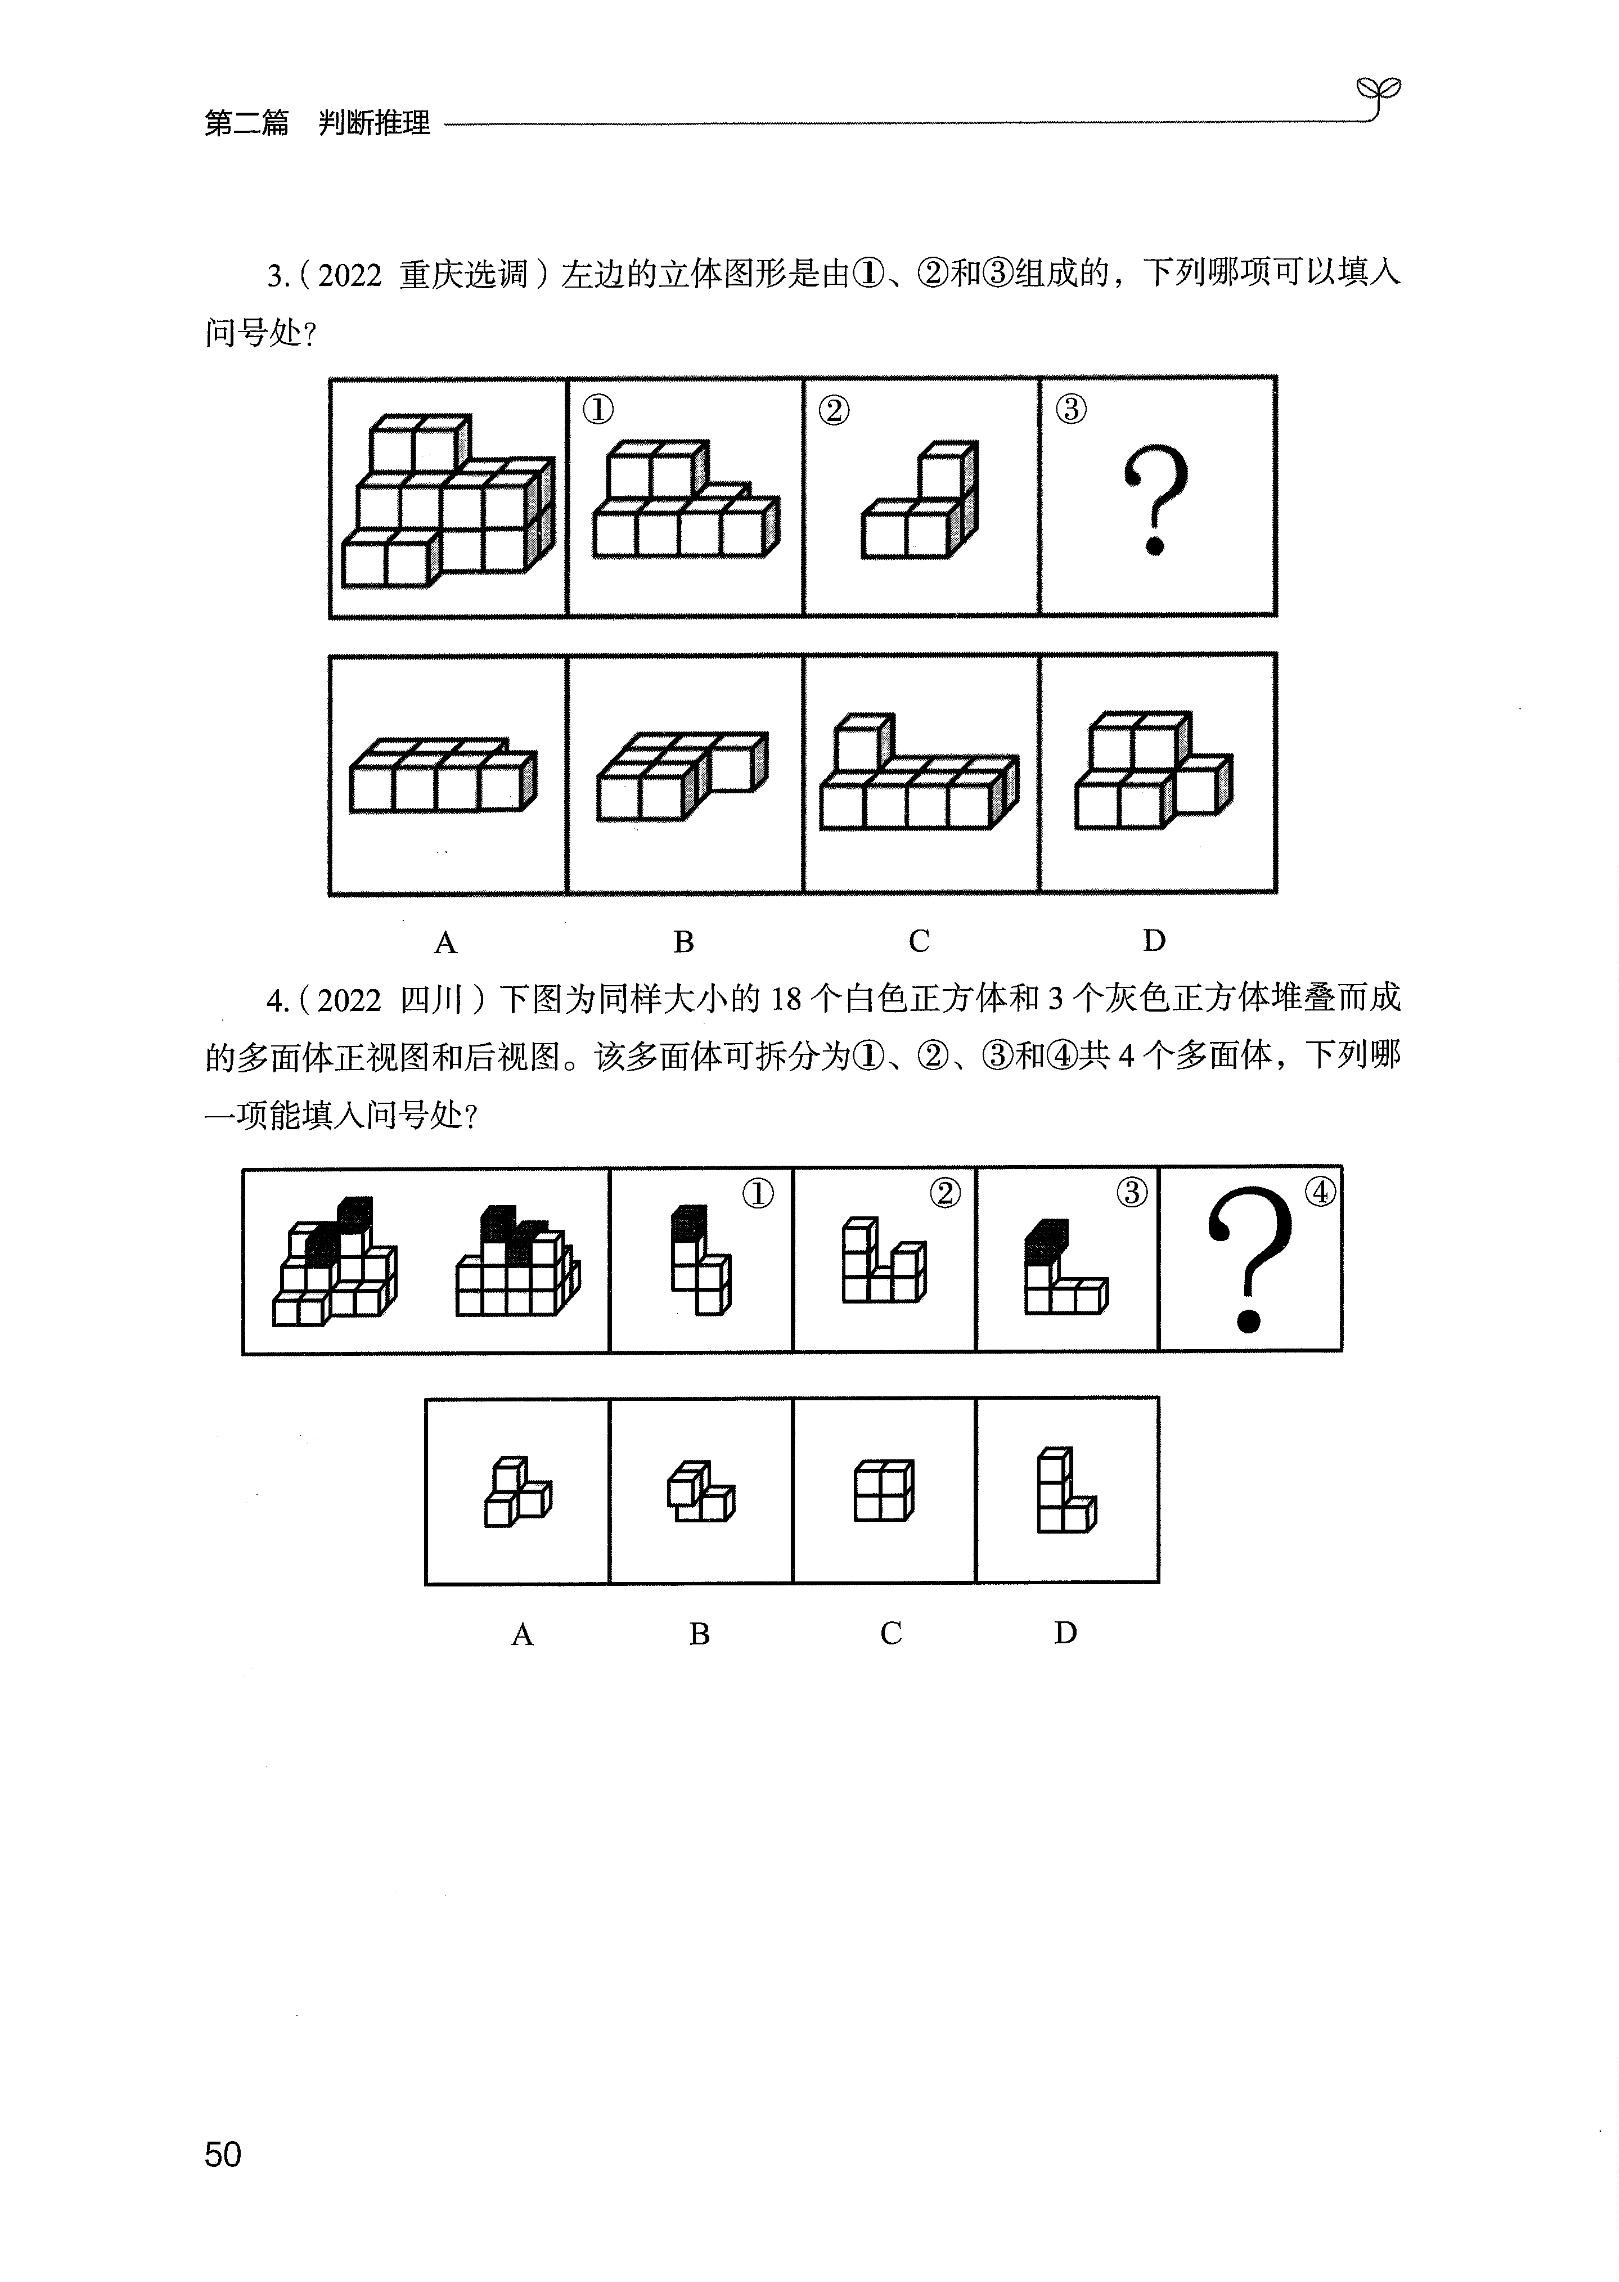 第二篇 判断推理
3.（2022 重庆选调）左边的立体图形是由①、②和③组成的，下列哪项可以填入
问号处？
① ② ③
?
A B C D
4.（2022 四川）下图为同样大小的 18 个白色正方体和 3 个灰色正方体堆叠而成
的多面体正视图和后视图。该多面体可拆分为①、②、③和④共 4 个多面体，下列哪
一项能填入问号处？
① ② ③ ④
?
A B C D
50